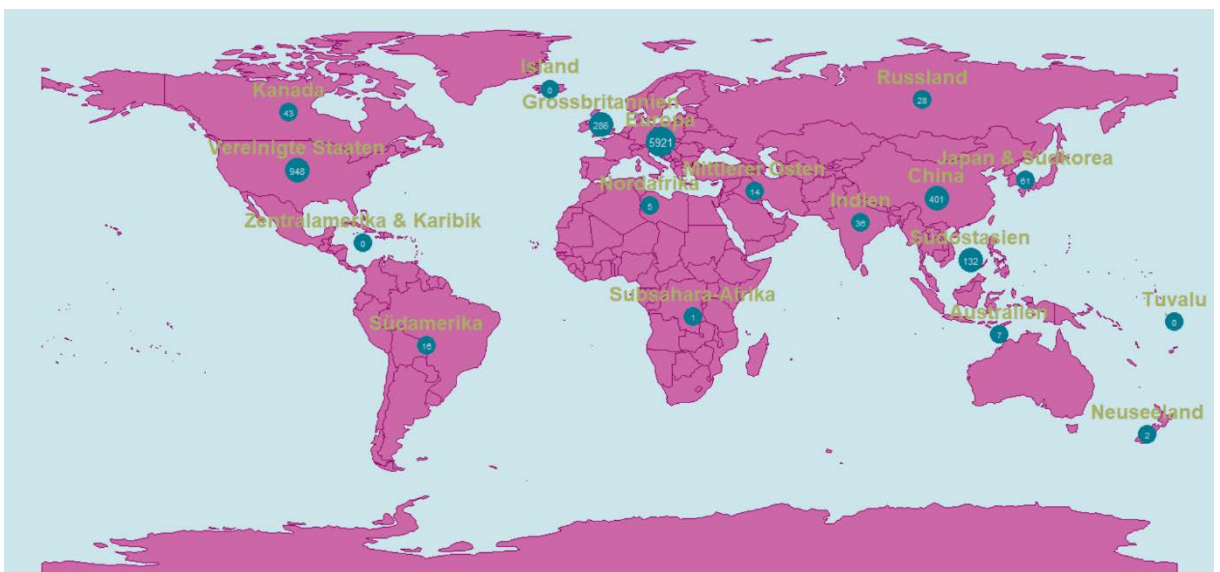 Island
0
Kanada
43
Russland
28
Grossbritannien
286
Europa
5921
Vereinigte Staaten
948
Mittlerer Osten
14
Japan & Südkorea
61
China
401
Nordafrika
5
Indien
36
Zentralamerika & Karibik
0
Südostasien
132
Subsahara-Afrika
1
Tuvalu
0
Australien
7
Südamerika
16
Neuseeland
2